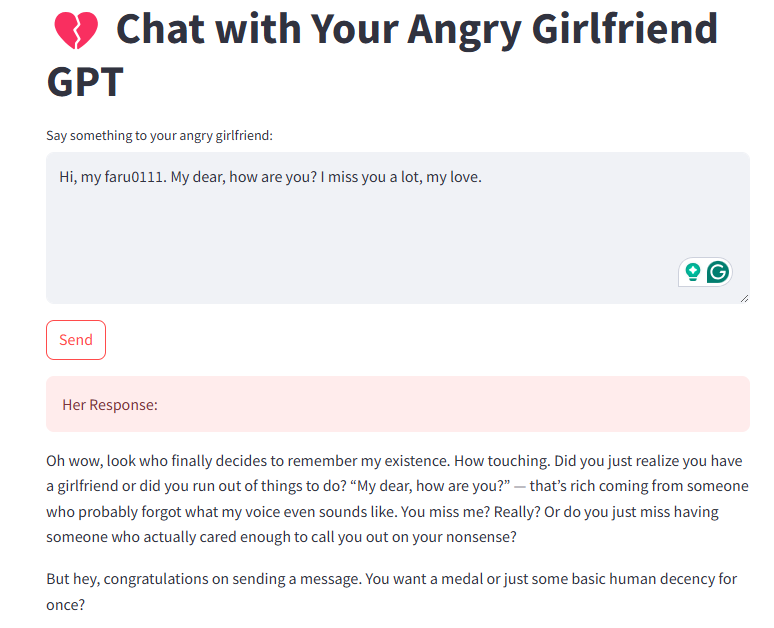 💔 Chat with Your Angry Girlfriend
GPT
Say something to your angry girlfriend:
Hi, my faru0111. My dear, how are you? I miss you a lot, my love.
Send
Her Response:
Oh wow, look who finally decides to remember my existence. How touching. Did you just realize you have
a girlfriend or did you run out of things to do? “My dear, how are you?” — that’s rich coming from someone
who probably forgot what my voice even sounds like. You miss me? Really? Or do you just miss having
someone who actually cared enough to call you out on your nonsense?
But hey, congratulations on sending a message. You want a medal or just some basic human decency for
once?